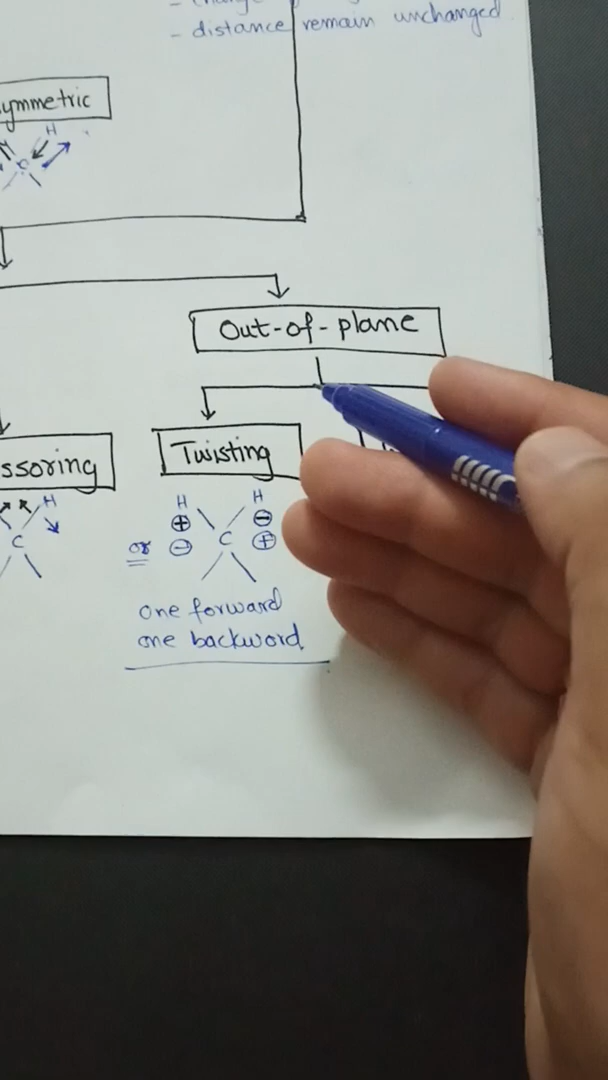 - distance remain unchanged
ymmetric
H
C
Out-of-plane
Twisting
ssoring
H
C
H H
⊕ ⊖
or ⊖ C ⊕
one forward
one backword